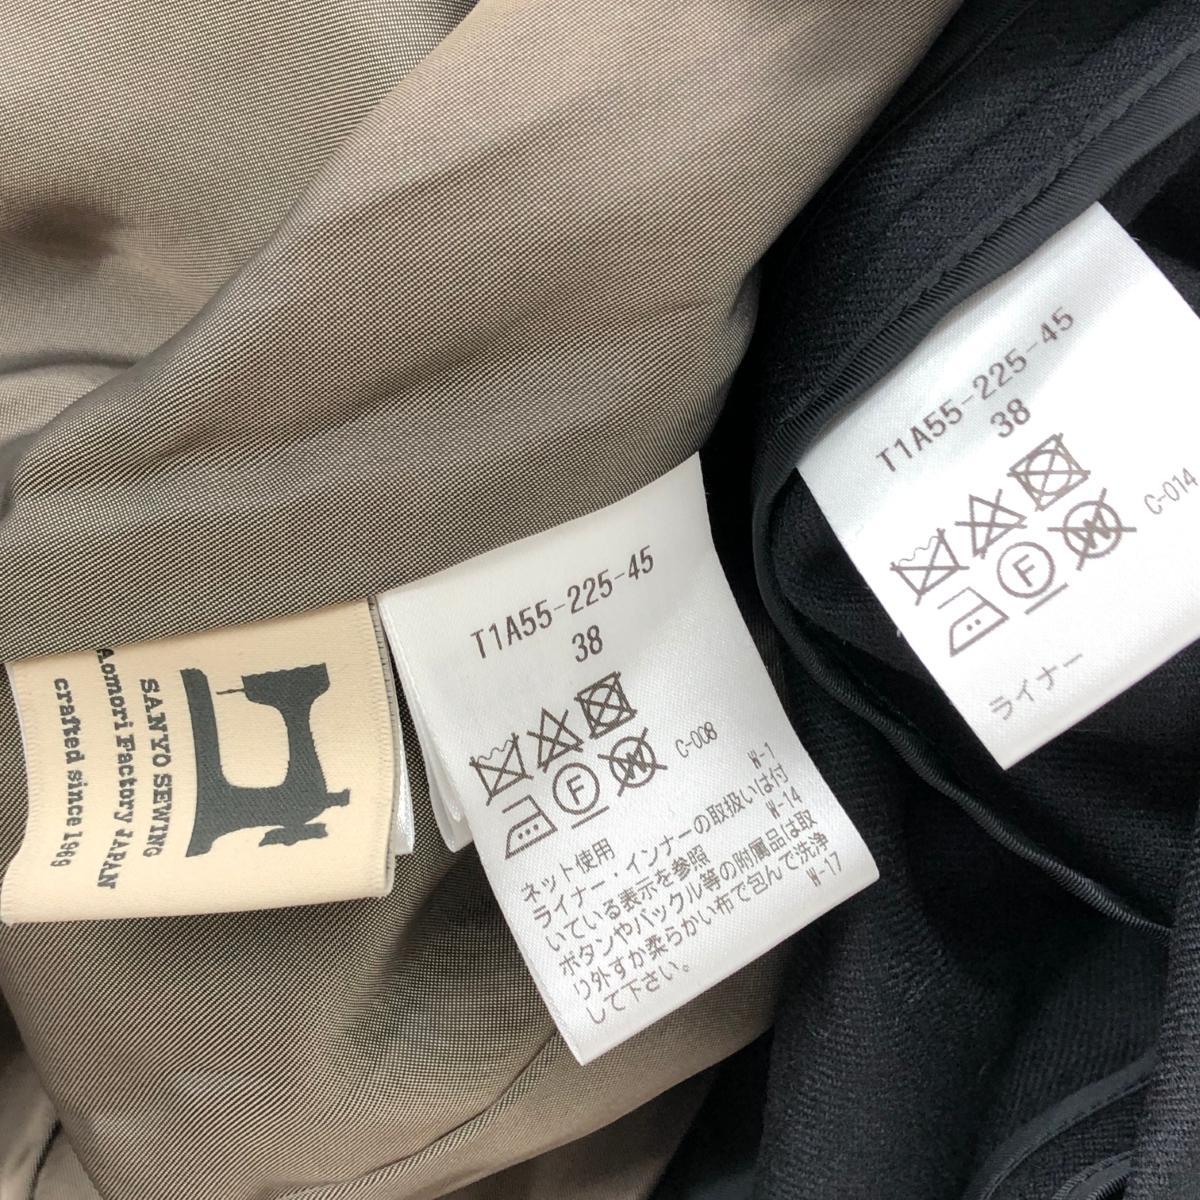 SANYO SEWING
Aomori Factory JAPAN
crafted since 1969
T1A55-225-45
38
F
W
C-008
W-1
W-14
W-17
ネット使用
ライナー・インナーの取扱いは付
いている表示を参照
ボタンやバックル等の附属品は取
り外すか柔らかい布で包んで洗浄
して下さい。
T1A55-225-45
38
F
W
C-014
ライナー